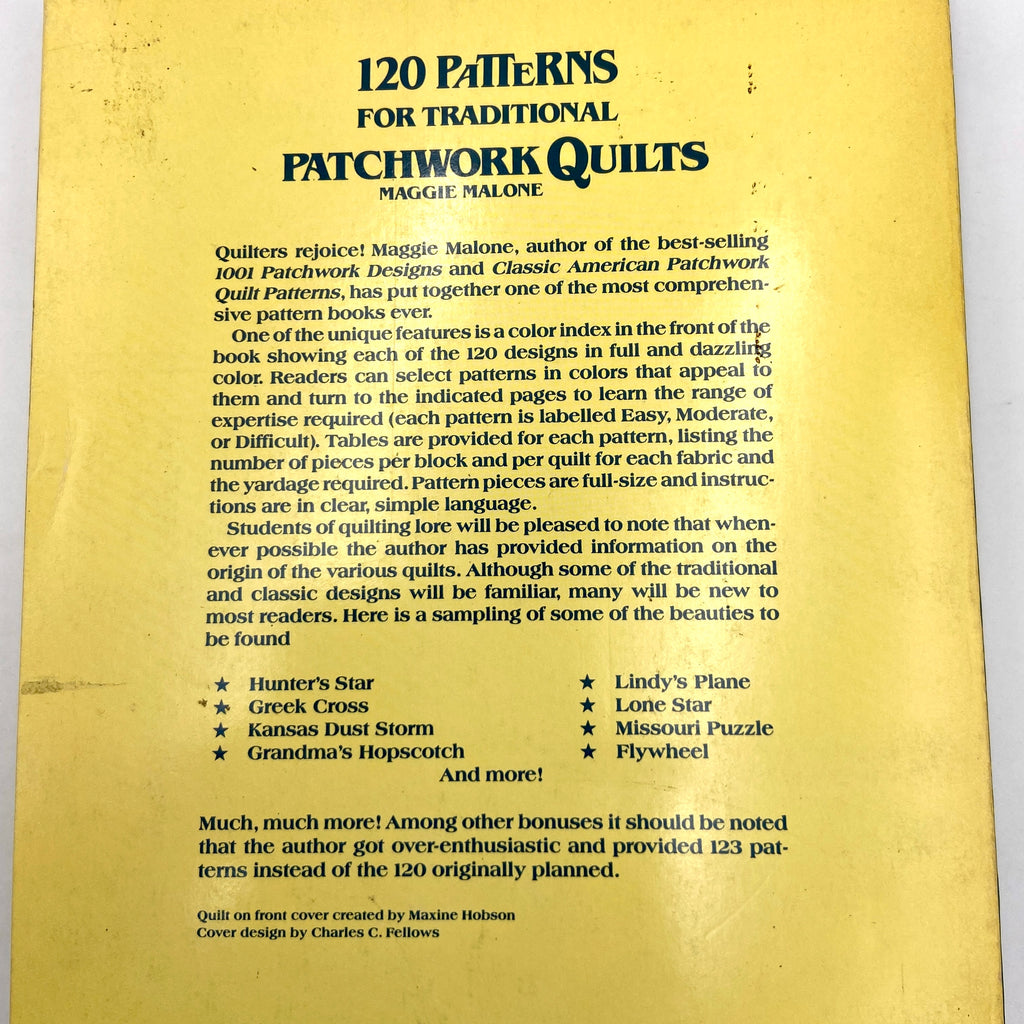 120 PATTERNS
FOR TRADITIONAL
PATCHWORK QUILTS
MAGGIE MALONE
Quilters rejoice! Maggie Malone, author of the best-selling
1001 Patchwork Designs and Classic American Patchwork
Quilt Patterns, has put together one of the most comprehen-
sive pattern books ever.
One of the unique features is a color index in the front of the
book showing each of the 120 designs in full and dazzling
color. Readers can select patterns in colors that appeal to
them and turn to the indicated pages to learn the range of
expertise required (each pattern is labelled Easy, Moderate,
or Difficult). Tables are provided for each pattern, listing the
number of pieces per block and per quilt for each fabric and
the yardage required. Pattern pieces are full-size and instruc-
tions are in clear, simple language.
Students of quilting lore will be pleased to note that when-
ever possible the author has provided information on the
origin of the various quilts. Although some of the traditional
and classic designs will be familiar, many will be new to
most readers. Here is a sampling of some of the beauties to
be found
★ Hunter's Star
★ Greek Cross
★ Kansas Dust Storm
★ Grandma's Hopscotch
★ Lindy's Plane
★ Lone Star
★ Missouri Puzzle
★ Flywheel
And more!
Much, much more! Among other bonuses it should be noted
that the author got over-enthusiastic and provided 123 pat-
terns instead of the 120 originally planned.
Quilt on front cover created by Maxine Hobson
Cover design by Charles C. Fellows